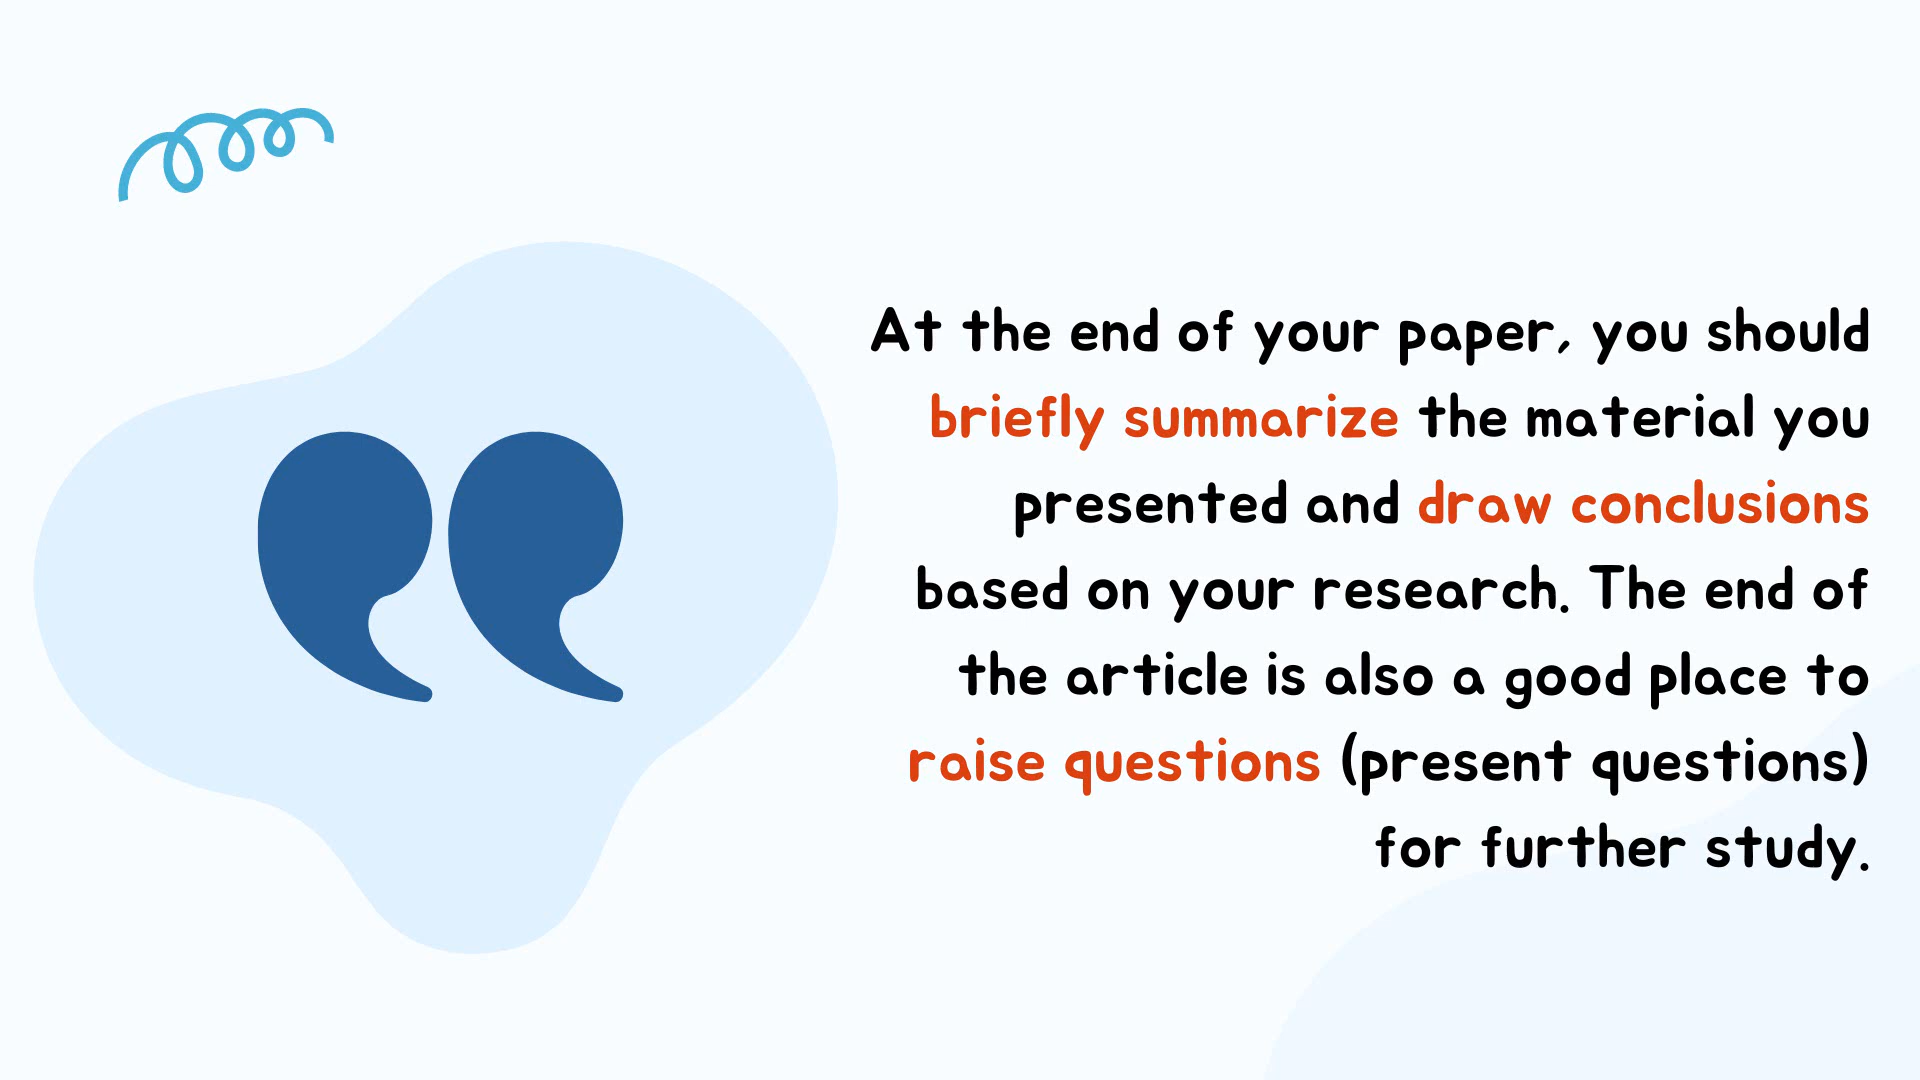 At the end of your paper, you should
briefly summarize the material you
presented and draw conclusions
based on your research. The end of
the article is also a good place to
raise questions (present questions)
for further study.